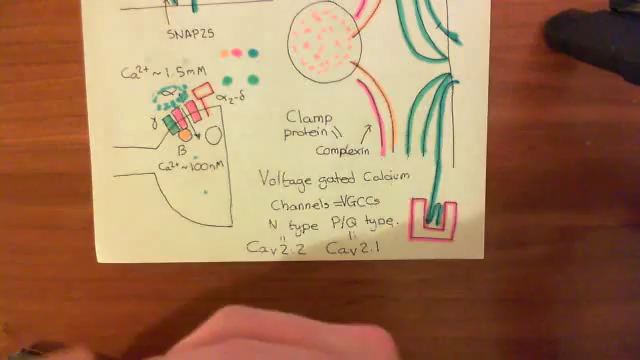 SNAP25
Ca²⁺ ~ 1.5mM
α₁
α₂-δ
γ
β
Ca²⁺ ~ 100nM
Clamp
protein
Complexin
Voltage gated Calcium
Channels = VGCCs
N type P/Q type.
Cav2.2 Cav2.1